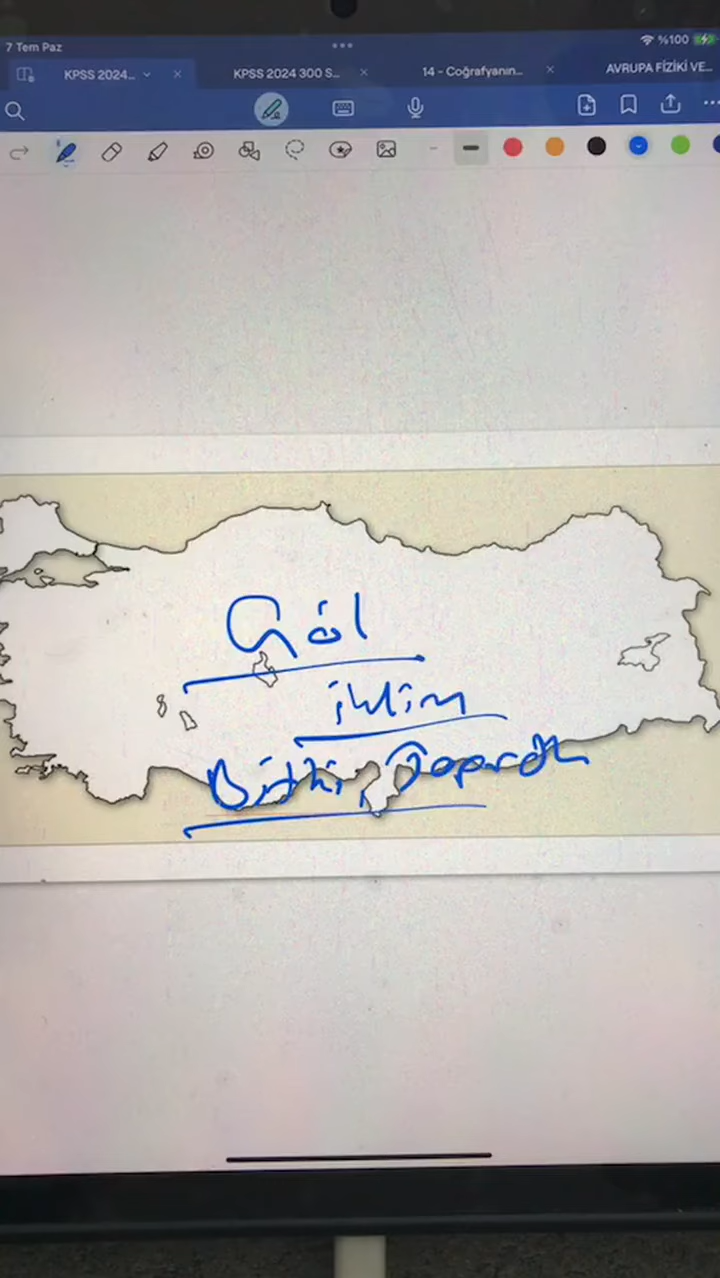 7 Tem Paz
%100
KPSS 2024...
KPSS 2024 300 S...
14 - Coğrafyanın...
AVRUPA FİZİKİ VE...
Göl
iklim
Bitki, Toprak